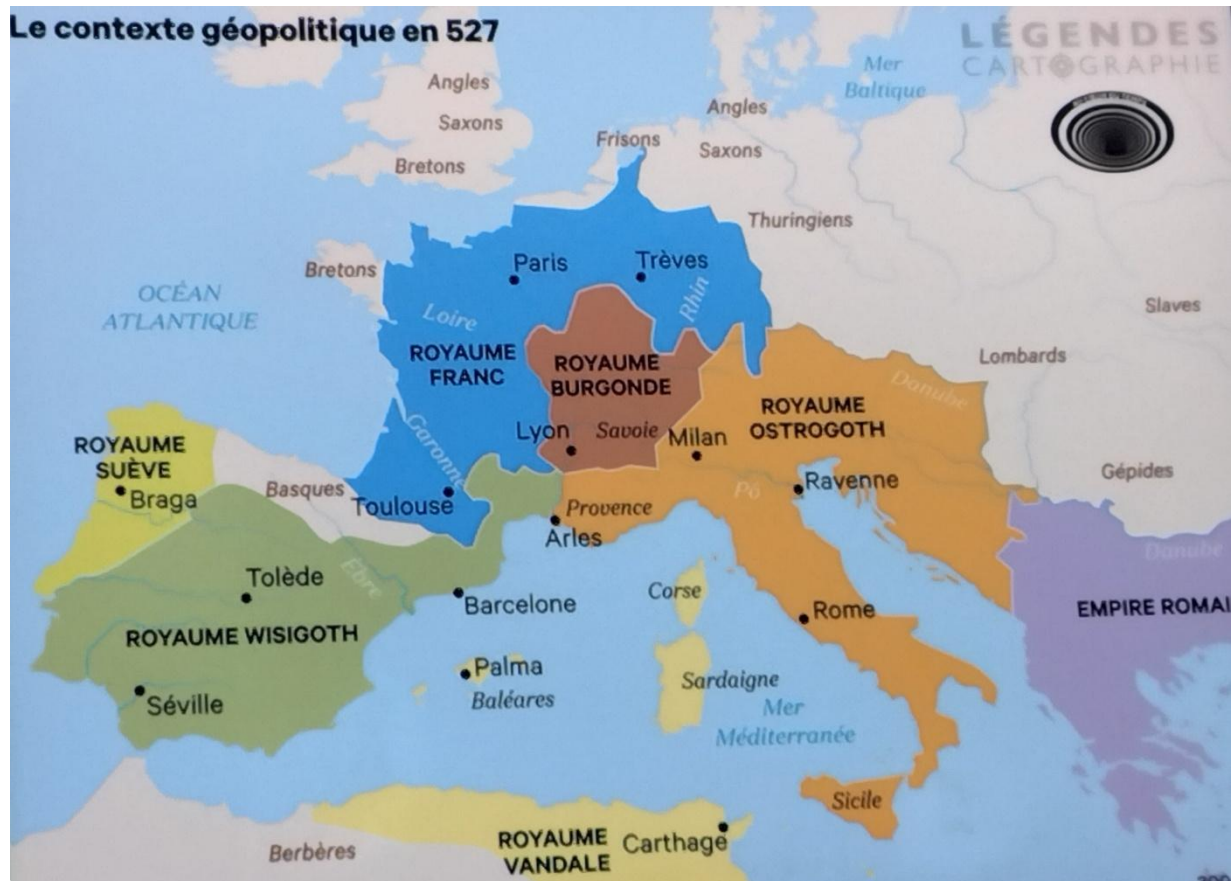 Le contexte géopolitique en 527
LÉGENDES
CARTOGRAPHIE
Mer
Baltique
Angles
Saxons
Bretons
Angles
Frisons
Saxons
Thuringiens
Bretons
Paris
Trèves
OCÉAN
ATLANTIQUE
Loire
Rhin
Slaves
ROYAUME
FRANC
ROYAUME
BURGONDE
Lombards
Danube
ROYAUME
OSTROGOTH
Garonne
Lyon
Savoie
Milan
ROYAUME
SUÈVE
Braga
Basques
Toulouse
Pô
Ravenne
Gépides
Provence
Arles
Danube
Tolède
Èbre
Barcelone
Corse
Rome
EMPIRE ROMAI
ROYAUME WISIGOTH
Palma
Baléares
Séville
Sardaigne
Mer
Méditerranée
Sicile
Berbères
ROYAUME
VANDALE
Carthage